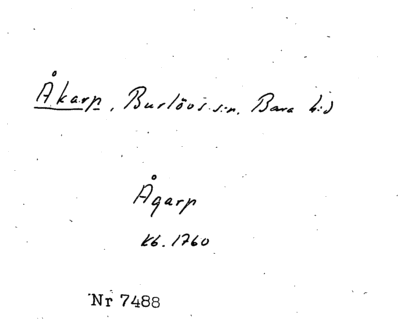 Åkarp, Burlövs s:n, Bara h:d
Ågarp
kb. 1760
Nr 7488